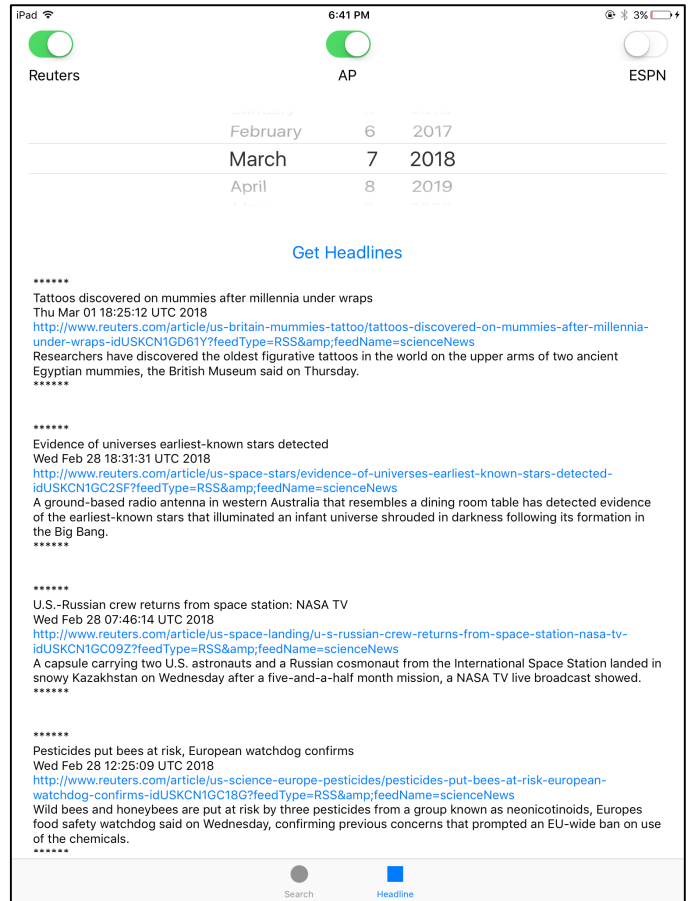 iPad 6:41 PM 3%
Reuters AP ESPN
February 6 2017
March 7 2018
April 8 2019
Get Headlines
******
Tattoos discovered on mummies after millennia under wraps
Thu Mar 01 18:25:12 UTC 2018
http://www.reuters.com/article/us-britain-mummies-tattoo/tattoos-discovered-on-mummies-after-millennia-
under-wraps-idUSKCN1GD61Y?feedType=RSS&amp;feedName=scienceNews
Researchers have discovered the oldest figurative tattoos in the world on the upper arms of two ancient
Egyptian mummies, the British Museum said on Thursday.
******
******
Evidence of universes earliest-known stars detected
Wed Feb 28 18:31:31 UTC 2018
http://www.reuters.com/article/us-space-stars/evidence-of-universes-earliest-known-stars-detected-
idUSKCN1GC2SF?feedType=RSS&amp;feedName=scienceNews
A ground-based radio antenna in western Australia that resembles a dining room table has detected evidence
of the earliest-known stars that illuminated an infant universe shrouded in darkness following its formation in
the Big Bang.
******
******
U.S.-Russian crew returns from space station: NASA TV
Wed Feb 28 07:46:14 UTC 2018
http://www.reuters.com/article/us-space-landing/u-s-russian-crew-returns-from-space-station-nasa-tv-
idUSKCN1GC09Z?feedType=RSS&amp;feedName=scienceNews
A capsule carrying two U.S. astronauts and a Russian cosmonaut from the International Space Station landed in
snowy Kazakhstan on Wednesday after a five-and-a-half month mission, a NASA TV live broadcast showed.
******
******
Pesticides put bees at risk, European watchdog confirms
Wed Feb 28 12:25:09 UTC 2018
http://www.reuters.com/article/us-science-europe-pesticides/pesticides-put-bees-at-risk-european-
watchdog-confirms-idUSKCN1GC18G?feedType=RSS&amp;feedName=scienceNews
Wild bees and honeybees are put at risk by three pesticides from a group known as neonicotinoids, Europes
food safety watchdog said on Wednesday, confirming previous concerns that prompted an EU-wide ban on use
of the chemicals.
******
Search Headline